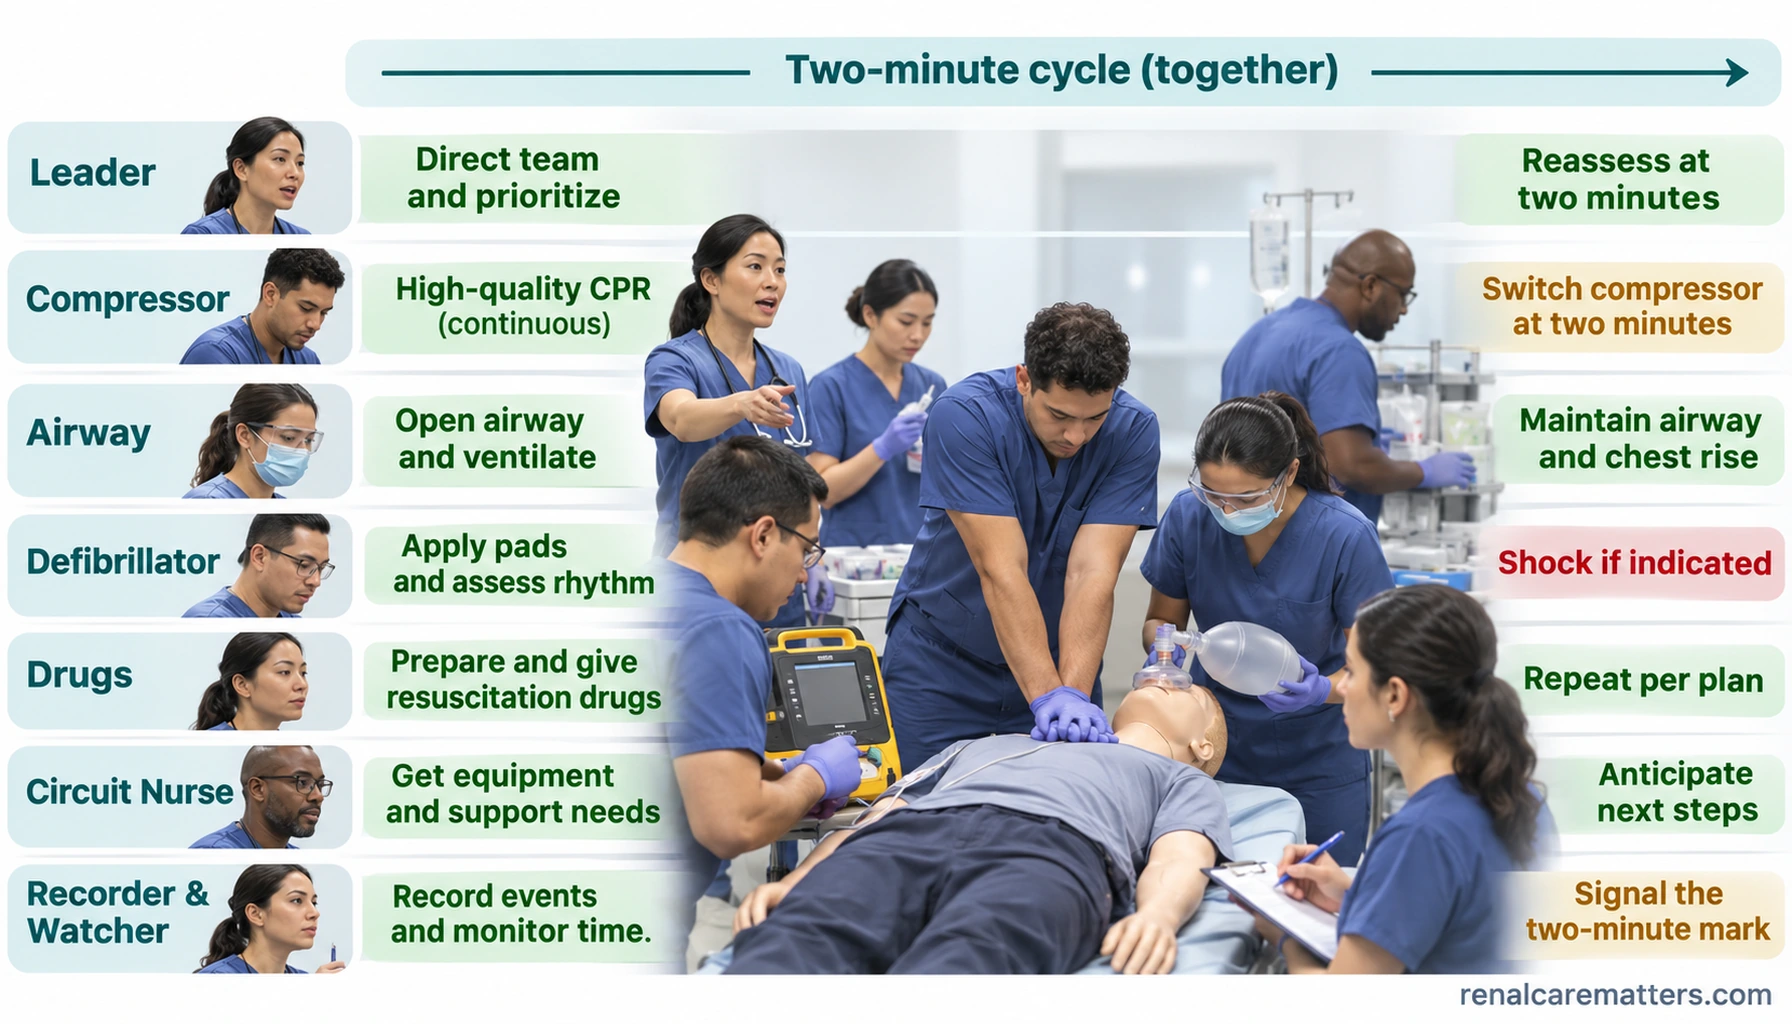 Two-minute cycle (together)
Leader
Direct team
and prioritize
Reassess at
two minutes
Compressor
High-quality CPR
(continuous)
Switch compressor
at two minutes
Airway
Open airway
and ventilate
Maintain airway
and chest rise
Defibrillator
Apply pads
and assess rhythm
Shock if indicated
Drugs
Prepare and give
resuscitation drugs
Repeat per plan
Circuit Nurse
Get equipment
and support needs
Anticipate
next steps
Recorder &
Watcher
Record events
and monitor time.
Signal the
two-minute mark
renalcarematters.com